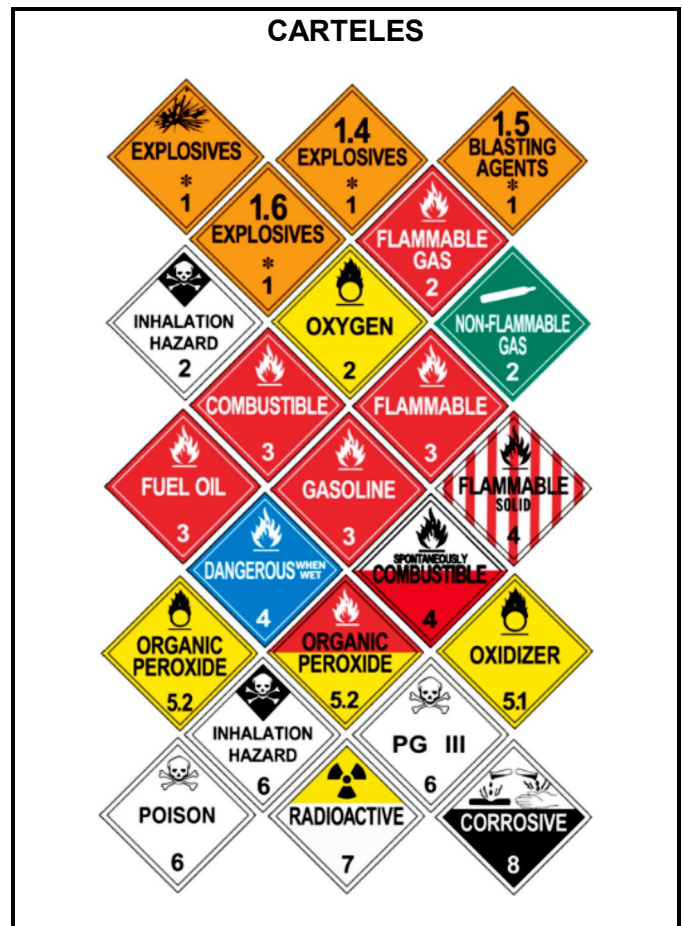 CARTELES
EXPLOSIVES
*
1
1.4
EXPLOSIVES
*
1
1.5
BLASTING
AGENTS
*
1
1.6
EXPLOSIVES
*
1
FLAMMABLE
GAS
2
INHALATION
HAZARD
2
OXYGEN
2
NON-FLAMMABLE
GAS
2
COMBUSTIBLE
3
FLAMMABLE
3
FUEL OIL
3
GASOLINE
3
FLAMMABLE
SOLID
4
DANGEROUS WHEN
WET
4
SPONTANEOUSLY
COMBUSTIBLE
4
ORGANIC
PEROXIDE
5.2
ORGANIC
PEROXIDE
5.2
OXIDIZER
5.1
INHALATION
HAZARD
6
PG III
6
POISON
6
RADIOACTIVE
7
CORROSIVE
8